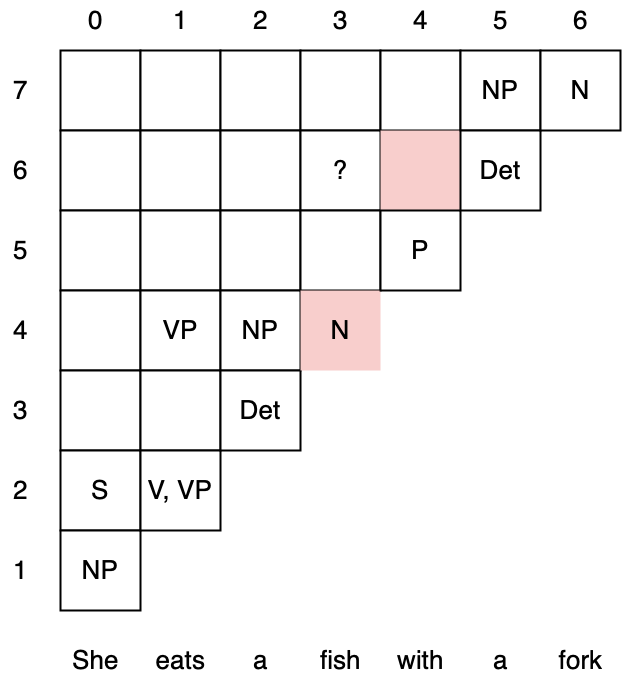 0 1 2 3 4 5 6
7 NP N
6 ? Det
5 P
4 VP NP N
3 Det
2 S V, VP
1 NP
She eats a fish with a fork